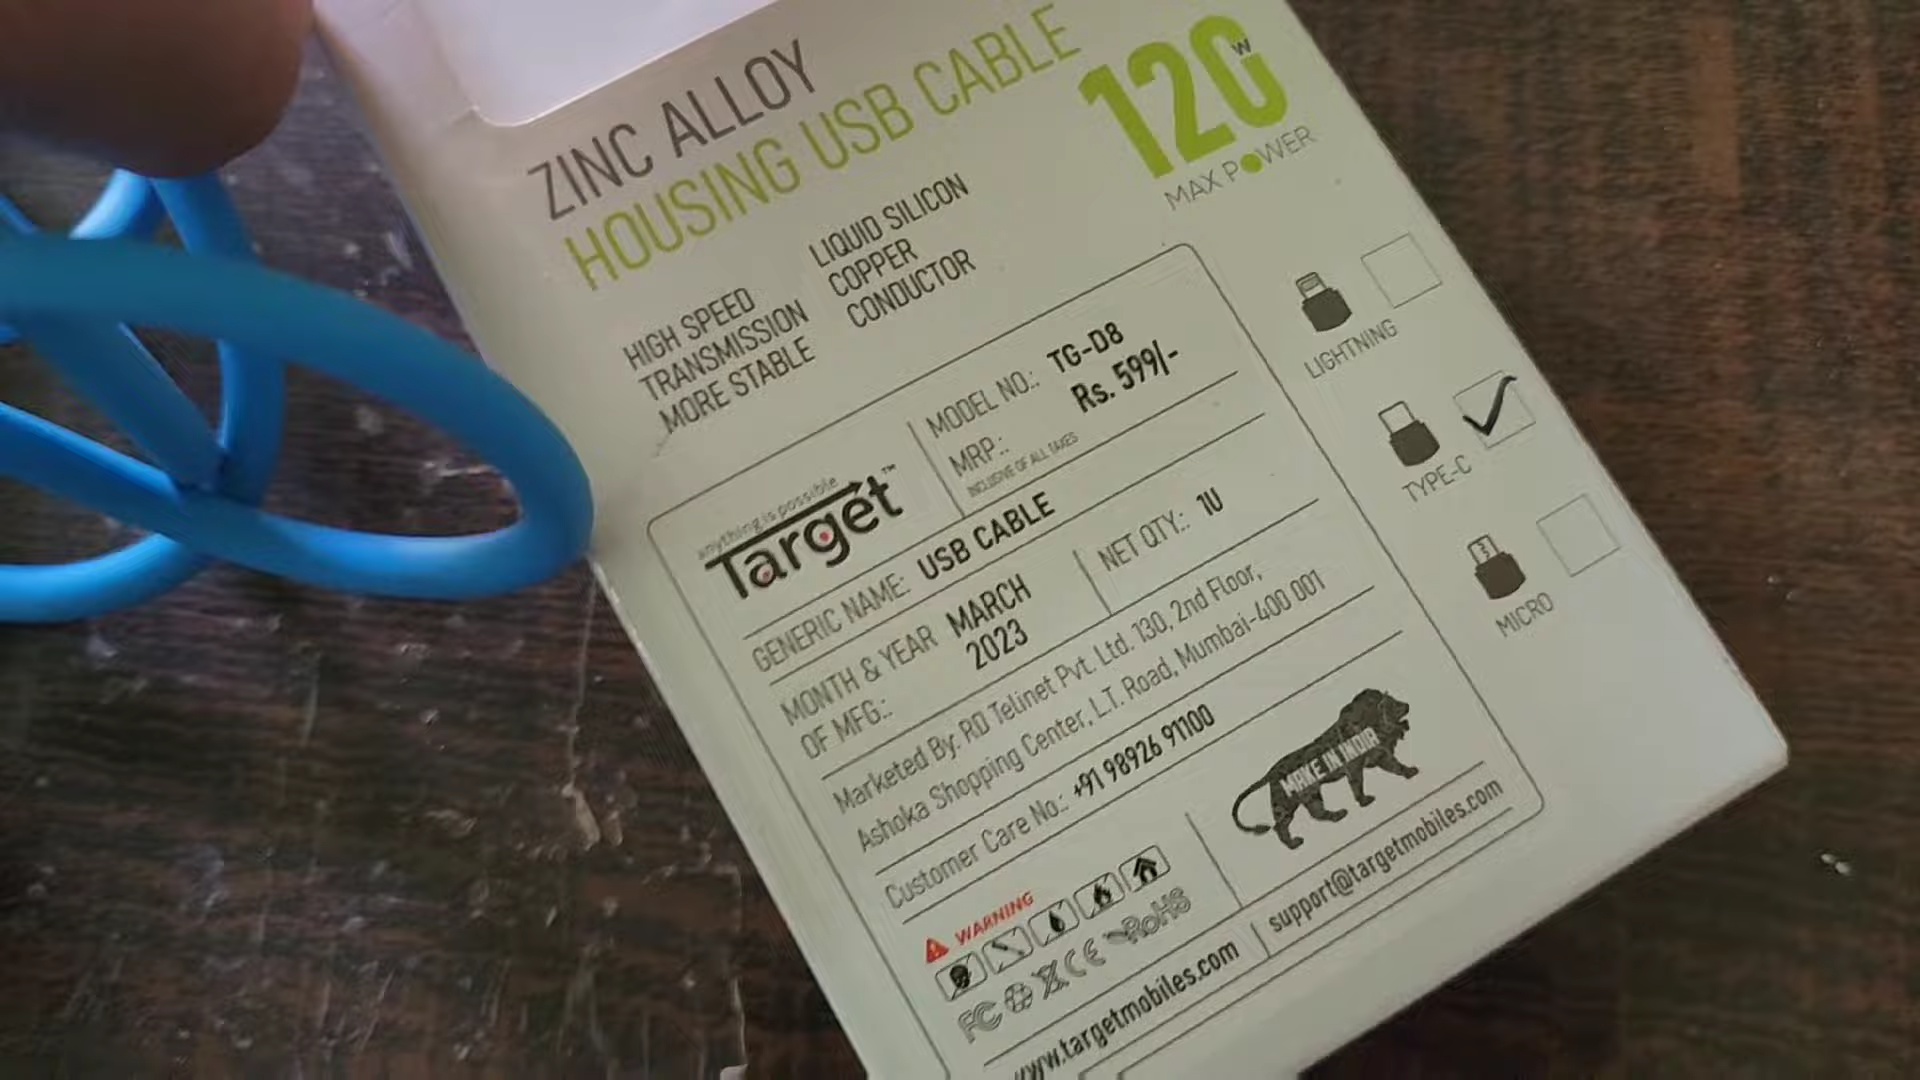 ZINC ALLOY
HOUSING USB CABLE
120W
MAX POWER
HIGH SPEED
TRANSMISSION
MORE STABLE
LIQUID SILICON
COPPER
CONDUCTOR
LIGHTNING
TYPE-C
MICRO
anything is possible
Target™
MODEL NO.: TG-D8
MRP.: Rs. 599/-
INCLUSIVE OF ALL TAXES
GENERIC NAME: USB CABLE
MONTH & YEAR OF MFG.: MARCH 2023
NET QTY.: 1U
Marketed By: RD Telinet Pvt. Ltd. 130, 2nd Floor,
Ashoka Shopping Center, L.T. Road, Mumbai-400 001
Customer Care No.: +91 98926 91100
MAKE IN INDIA
WARNING
FC CE RoHS
www.targetmobiles.com | support@targetmobiles.com